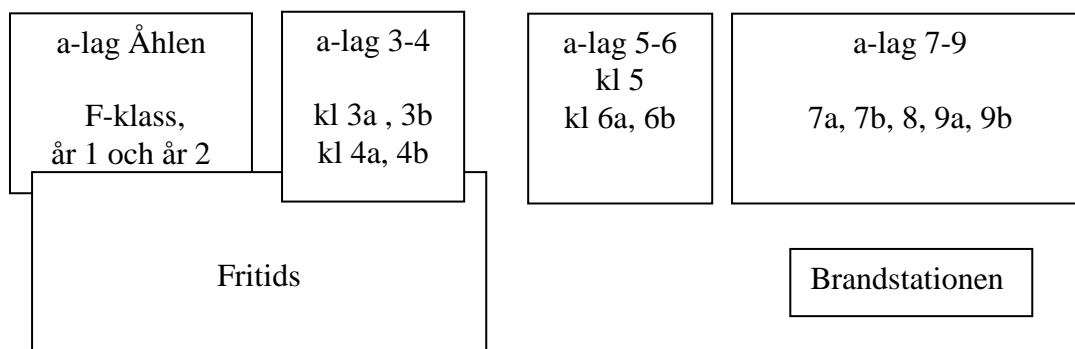 a-lag Åhlen
F-klass,
år 1 och år 2
a-lag 3-4
kl 3a , 3b
kl 4a, 4b
a-lag 5-6
kl 5
kl 6a, 6b
a-lag 7-9
7a, 7b, 8, 9a, 9b
Fritids
Brandstationen